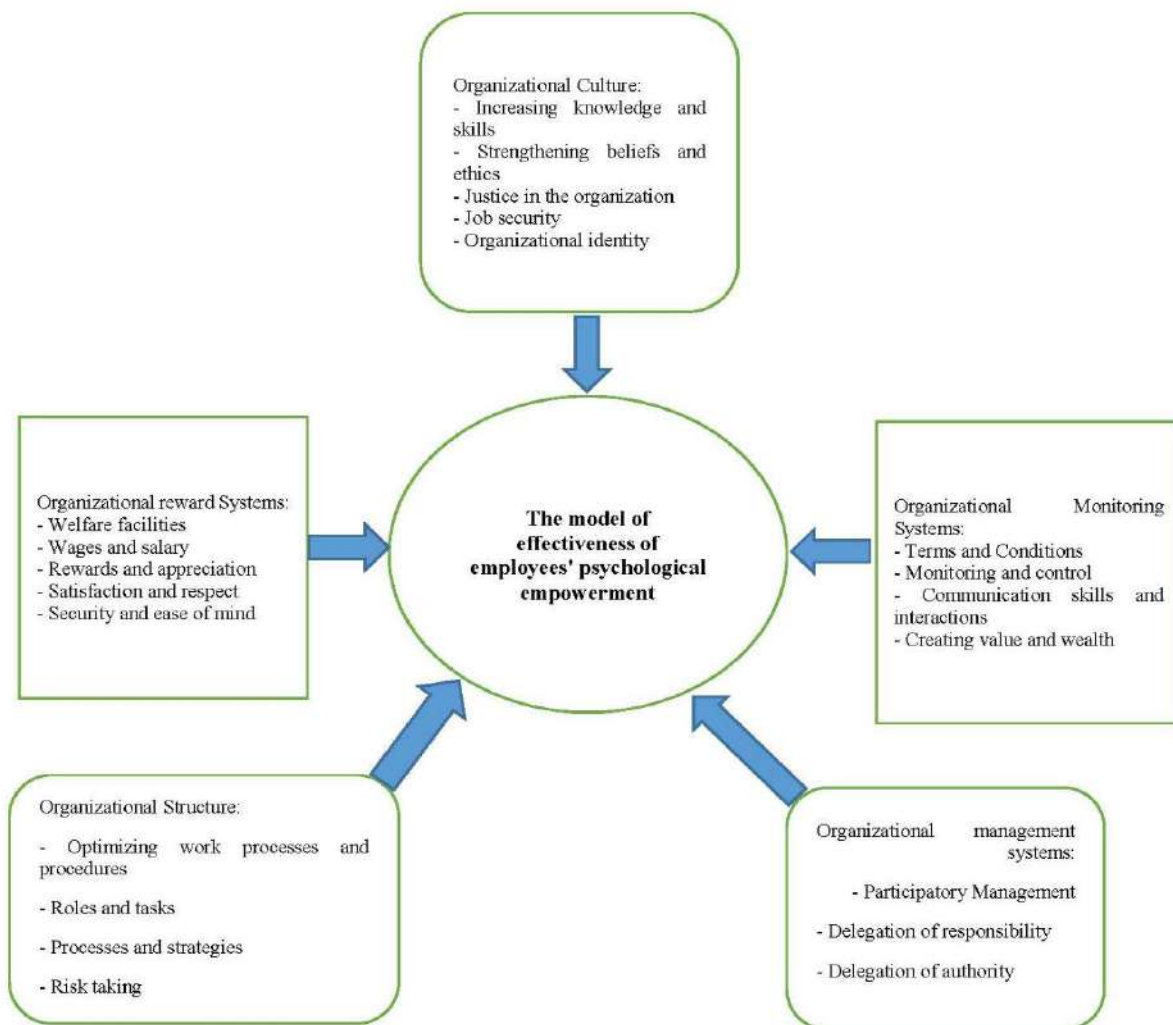 Organizational Culture:
- Increasing knowledge and
skills
- Strengthening beliefs and
ethics
- Justice in the organization
- Job security
- Organizational identity
Organizational reward Systems:
- Welfare facilities
- Wages and salary
- Rewards and appreciation
- Satisfaction and respect
- Security and ease of mind
The model of
effectiveness of
employees' psychological
empowerment
Organizational Monitoring
Systems:
- Terms and Conditions
- Monitoring and control
- Communication skills and
interactions
- Creating value and wealth
Organizational Structure:
- Optimizing work processes and
procedures
- Roles and tasks
- Processes and strategies
- Risk taking
Organizational management
systems:
- Participatory Management
- Delegation of responsibility
- Delegation of authority